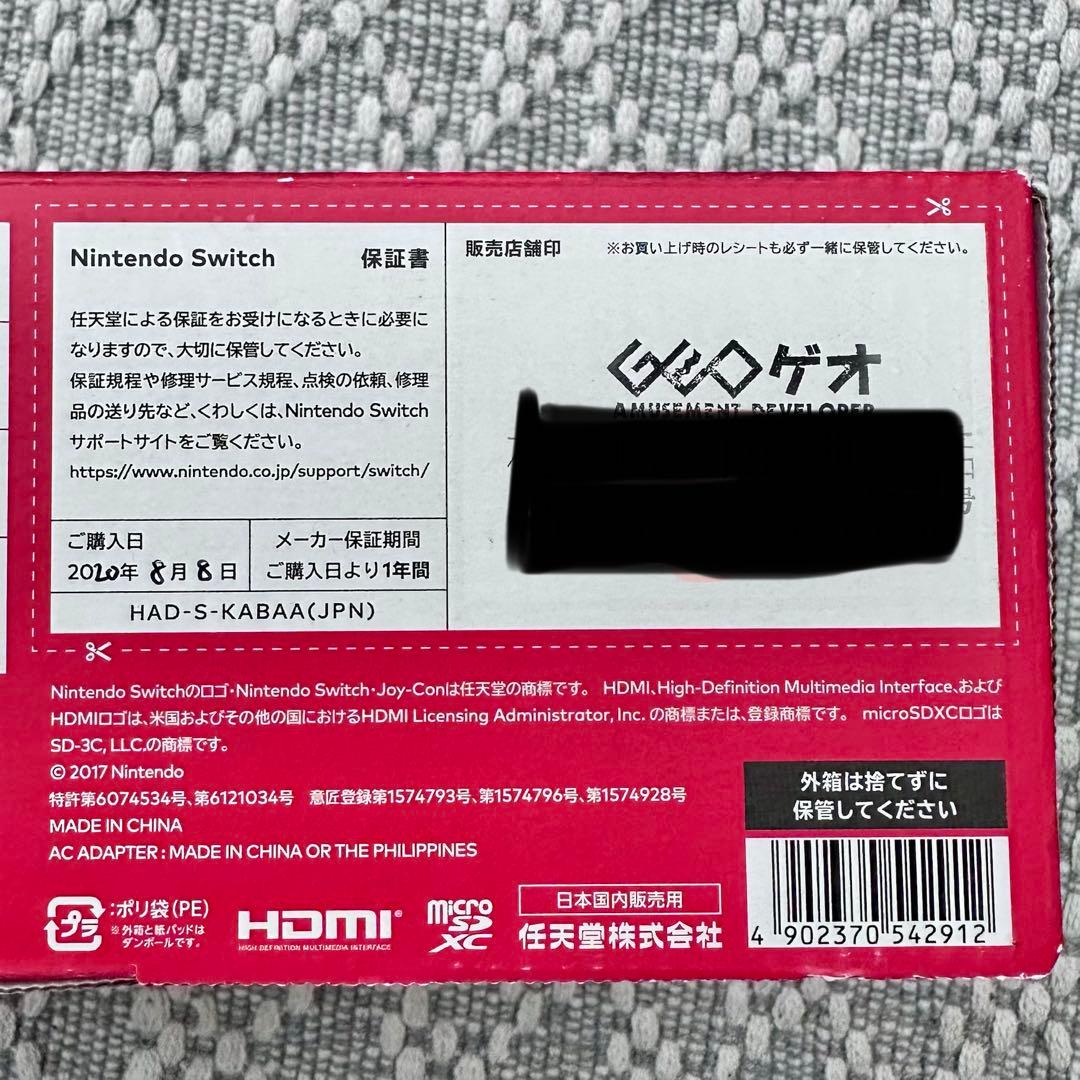 Nintendo Switch 保証書
任天堂による保証をお受けになるときに必要に
なりますので、大切に保管してください。
保証規程や修理サービス規程、点検の依頼、修理
品の送り先など、くわしくは、Nintendo Switch
サポートサイトをご覧ください。
https://www.nintendo.co.jp/support/switch/
ご購入日
2020年 8月 8日
メーカー保証期間
ご購入日より1年間
HAD-S-KABAA(JPN)
販売店舗印 ※お買い上げ時のレシートも必ず一緒に保管してください。
GEOゲオ
AMUSEMENT DEVELOPER
Nintendo Switchのロゴ・Nintendo Switch・Joy-Conは任天堂の商標です。 HDMI、High-Definition Multimedia Interface、および
HDMIロゴは、米国およびその他の国におけるHDMI Licensing Administrator, Inc. の商標または、登録商標です。 microSDXCロゴは
SD-3C, LLC.の商標です。
© 2017 Nintendo
特許第6074534号、第6121034号 意匠登録第1574793号、第1574796号、第1574928号
MADE IN CHINA
AC ADAPTER : MADE IN CHINA OR THE PHILIPPINES
プラ
:ポリ袋(PE)
※外箱と紙パッドは
ダンボールです。
HDMI®
HIGH-DEFINITION MULTIMEDIA INTERFACE
micro
SD
XC
日本国内販売用
任天堂株式会社
外箱は捨てずに
保管してください
4 902370 542912